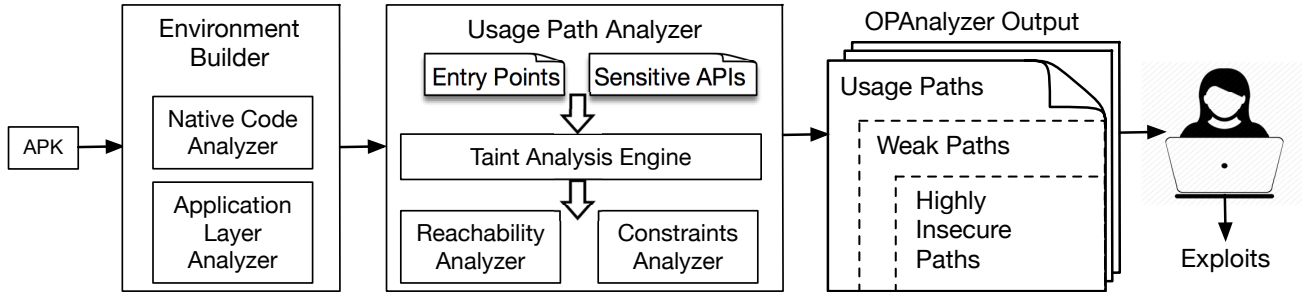 APK
Environment
Builder
Native Code
Analyzer
Application
Layer
Analyzer
Usage Path Analyzer
Entry Points
Sensitive APIs
Taint Analysis Engine
Reachability
Analyzer
Constraints
Analyzer
OPAnalyzer Output
Usage Paths
Weak Paths
Highly
Insecure
Paths
Exploits